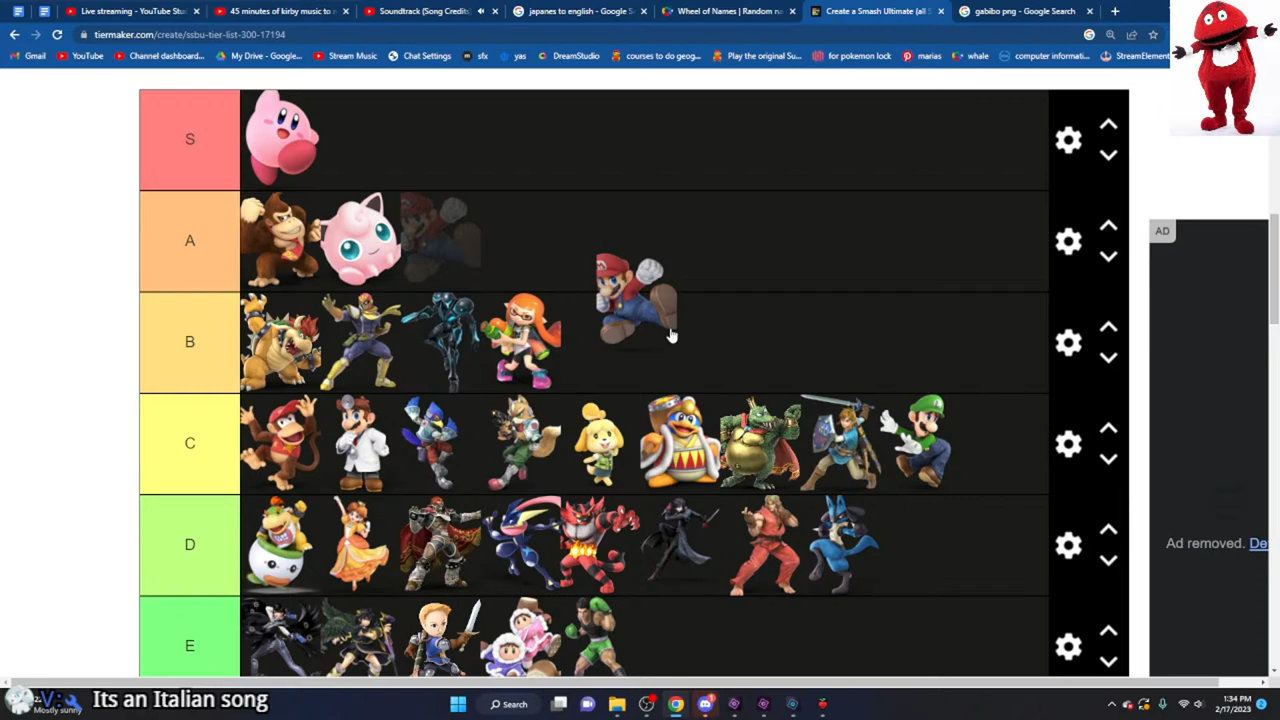 Live streaming - YouTube Stu
45 minutes of kirby music to
Soundtrack (Song Credits
japanes to english - Google S
Wheel of Names | Random n
Create a Smash Ultimate (all S
gabibo png - Google Search
tiermaker.com/create/ssbu-tier-list-300-17194
Gmail
YouTube
Channel dashboard...
My Drive - Google...
Stream Music
Chat Settings
sfx
yas
DreamStudio
courses to do geog...
Play the original Su...
for pokemon lock
marias
whale
computer informati...
StreamElement
S
A
AD
B
C
D
Ad removed. De
E
Its an Italian song
Mostly sunny
Search
1:34 PM
2/17/2023